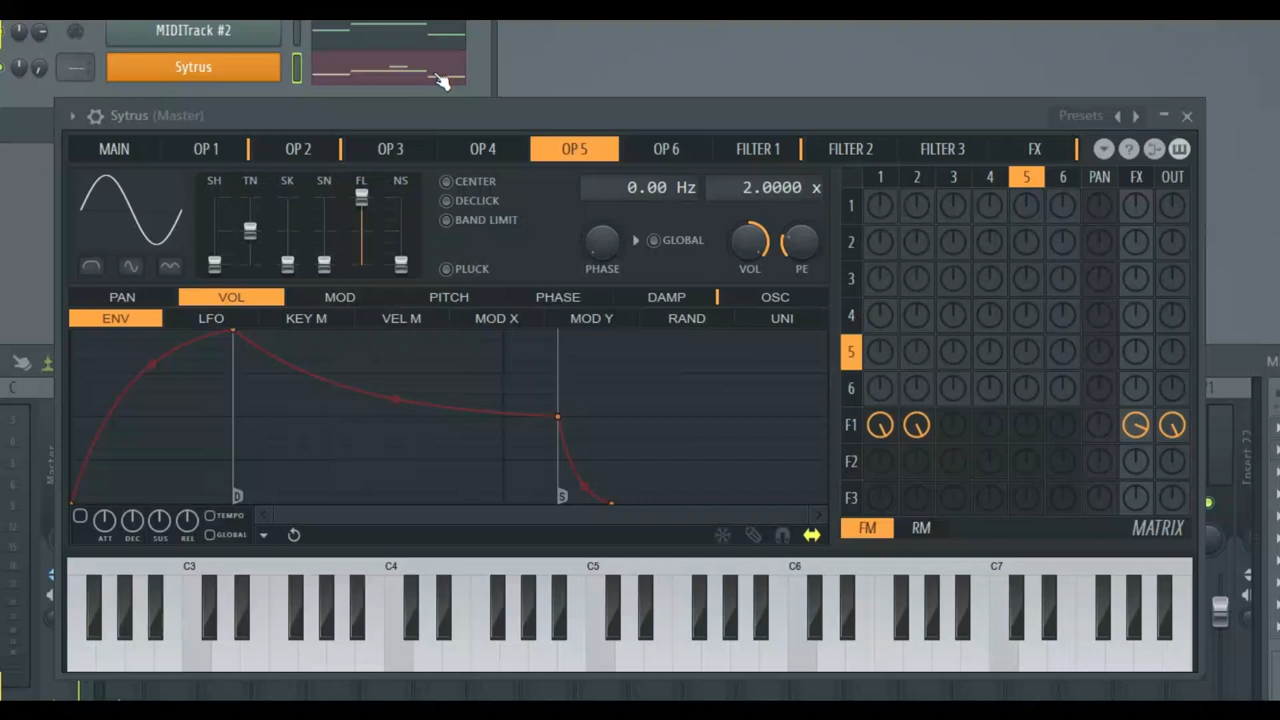 MIDITrack #2
Sytrus
Sytrus (Master) Presets
MAIN OP 1 OP 2 OP 3 OP 4 OP 5 OP 6 FILTER 1 FILTER 2 FILTER 3 FX
SH TN SK SN FL NS
CENTER
DECLICK
BAND LIMIT
PLUCK
0.00 Hz 2.0000 x
GLOBAL
PHASE VOL PE
PAN VOL MOD PITCH PHASE DAMP OSC
ENV LFO KEY M VEL M MOD X MOD Y RAND UNI
D S
TEMPO
GLOBAL
ATT DEC SUS REL
1 2 3 4 5 6 PAN FX OUT
1
2
3
4
5
6
F1
F2
F3
FM RM MATRIX
C3 C4 C5 C6 C7
C
Master
Insert 22